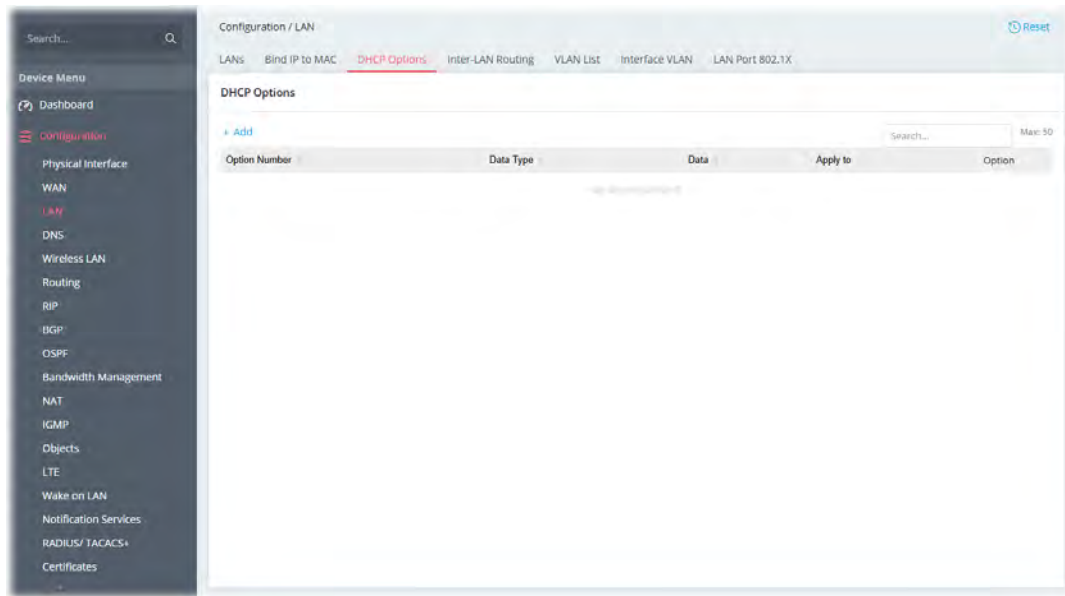 Search...
Configuration / LAN
Reset
LANs Bind IP to MAC DHCP Options Inter-LAN Routing VLAN List Interface VLAN LAN Port 802.1X
Device Menu
DHCP Options
Dashboard
+ Add
Search...
Max: 50
Configuration
Option Number Data Type Data Apply to Option
Physical Interface
WAN
LAN
DNS
Wireless LAN
Routing
RIP
BGP
OSPF
Bandwidth Management
NAT
IGMP
Objects
LTE
Wake on LAN
Notification Services
RADIUS/ TACACS+
Certificates